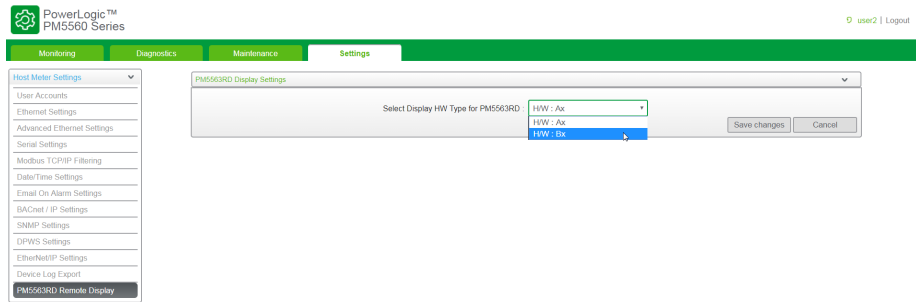 PowerLogic™
PM5560 Series
user2 | Logout
Monitoring
Diagnostics
Maintenance
Settings
Host Meter Settings
User Accounts
Ethernet Settings
Advanced Ethernet Settings
Serial Settings
Modbus TCP/IP Filtering
Date/Time Settings
Email On Alarm Settings
BACnet / IP Settings
SNMP Settings
DPWS Settings
EtherNet/IP Settings
Device Log Export
PM5563RD Remote Display
PM5563RD Display Settings
Select Display HW Type for PM5563RD : H/W : Ax
H/W : Ax
H/W : Bx
Save changes
Cancel